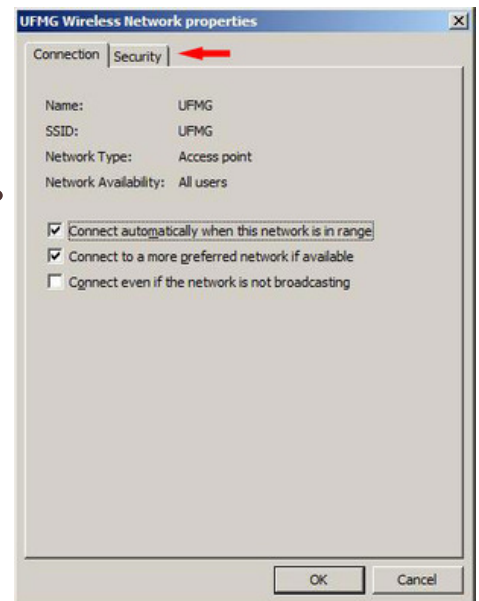 UFMG Wireless Network properties
Connection Security
Name: UFMG
SSID: UFMG
Network Type: Access point
Network Availability: All users
Connect automatically when this network is in range
Connect to a more preferred network if available
Connect even if the network is not broadcasting
OK Cancel